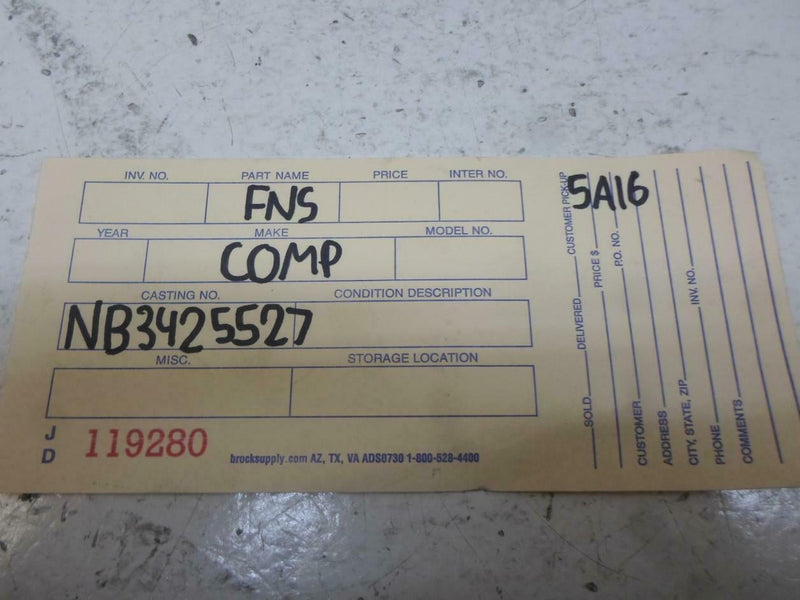 INV. NO. PART NAME PRICE INTER NO.
FNS
YEAR MAKE MODEL NO.
COMP
CASTING NO. CONDITION DESCRIPTION
NB3425527
MISC. STORAGE LOCATION
J
D
119280
brocksupply.com AZ, TX, VA ADS0730 1-800-528-4400
5A16
SOLD DELIVERED CUSTOMER PICK-UP
PRICE $
CUSTOMER P.O. NO.
ADDRESS
CITY, STATE, ZIP INV. NO.
PHONE
COMMENTS